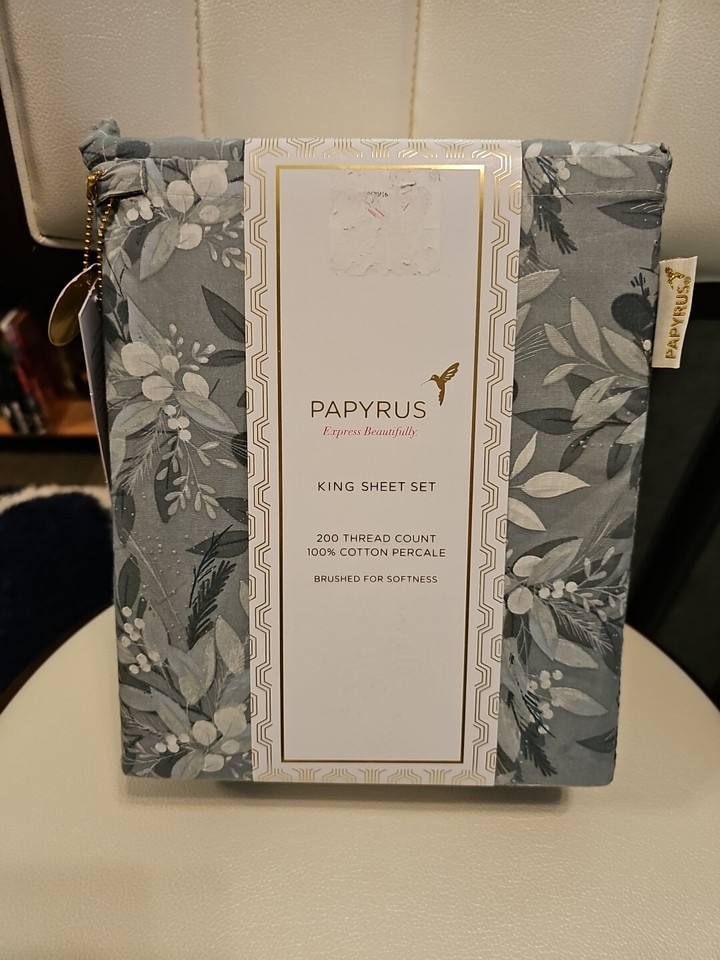 PAPYRUS
Express Beautifully.
KING SHEET SET
200 THREAD COUNT
100% COTTON PERCALE
BRUSHED FOR SOFTNESS
PAPYRUS®